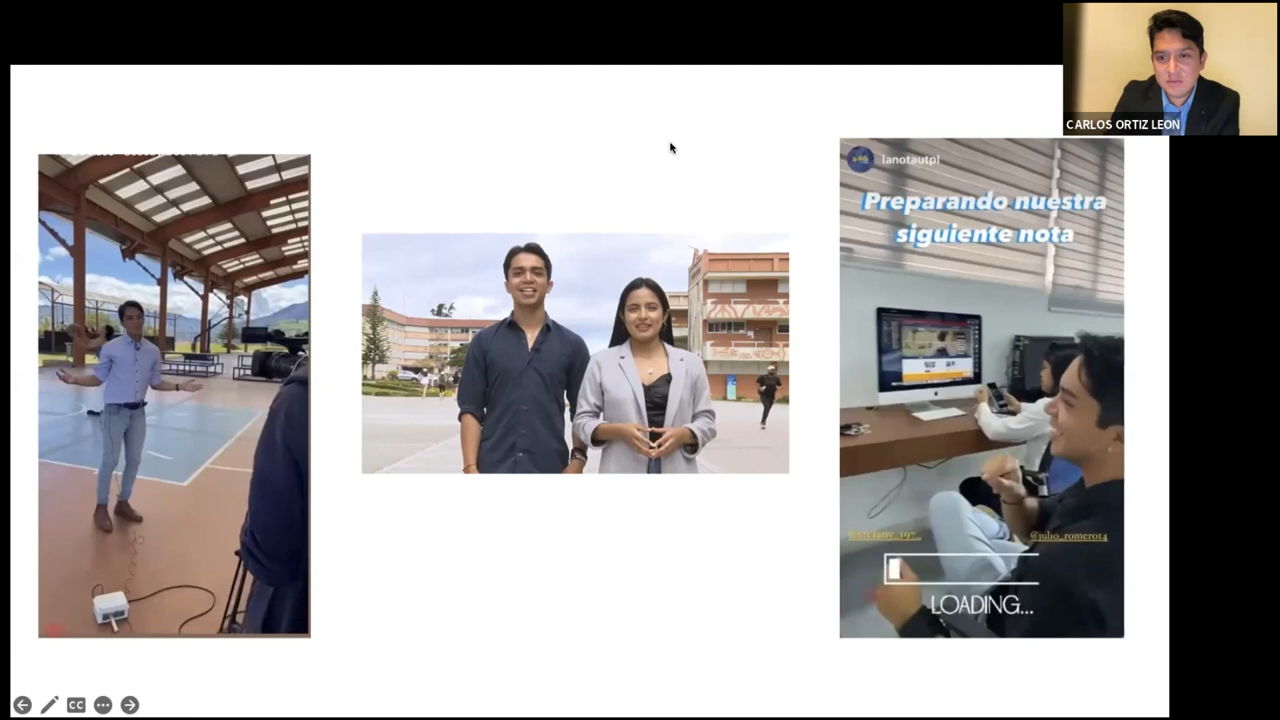 CARLOS ORTIZ LEON
lanotautpl
Preparando nuestra
siguiente nota
@julio_romero14
LOADING...
CC